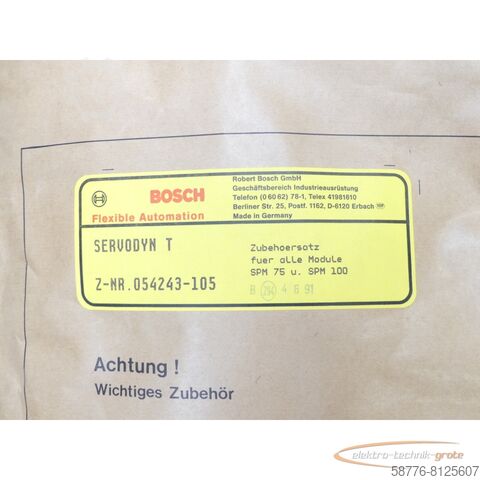 Robert Bosch GmbH
BOSCH
Geschäftsbereich Industrieausrüstung
Telefon (0 60 62) 78-1, Telex 41981610
Flexible Automation
Berliner Str. 25, Postf. 1162, D-6120 Erbach
Made in Germany
SERVODYN T
Zubehoersatz
fuer alle Module
SPM 75 u. SPM 100
Z-NR.054243-105
4 6 91
Achtung !
Wichtiges Zubehör
elektro-technik-grote
58776-8125607